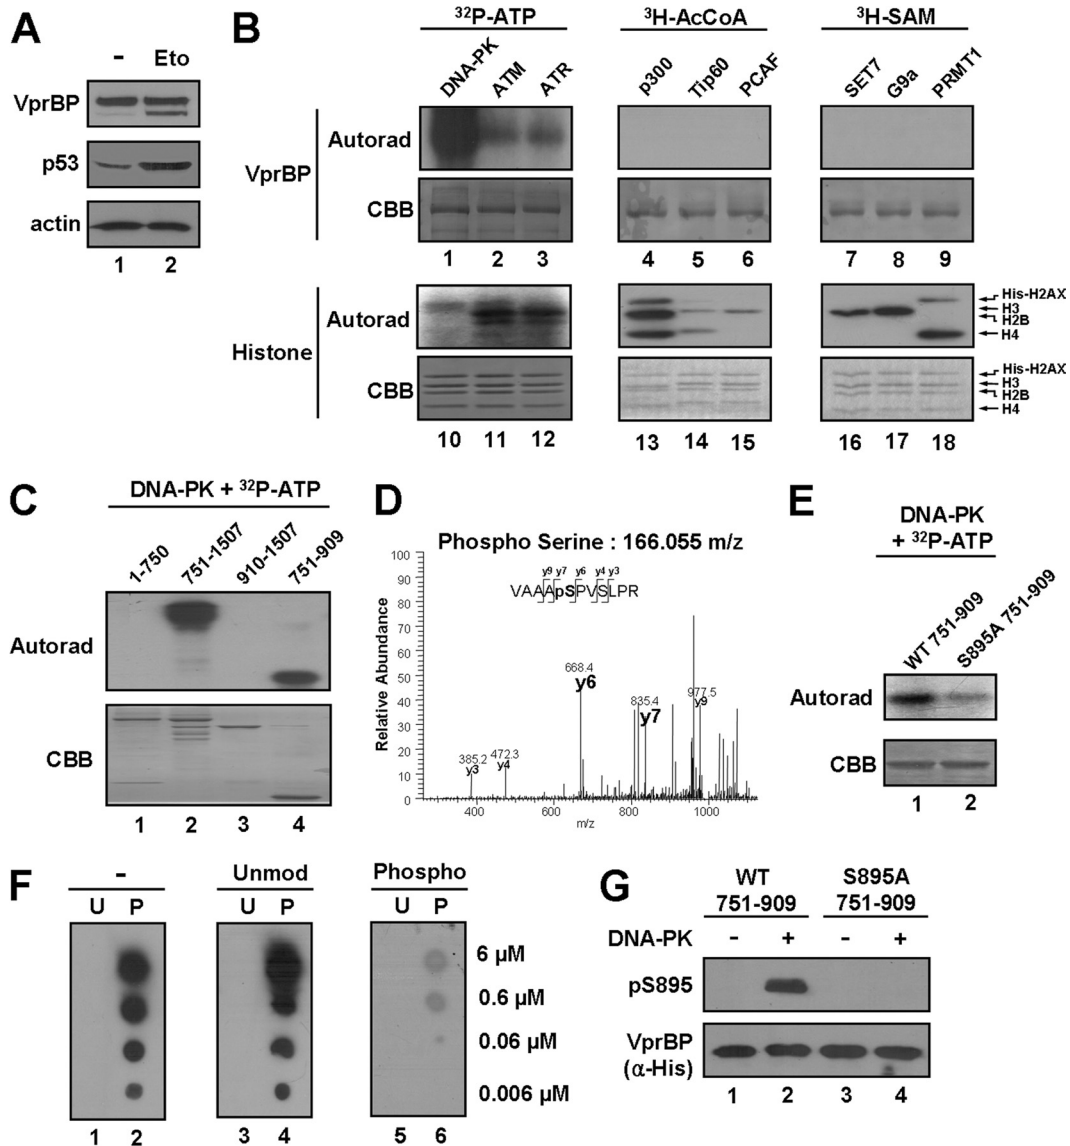 A
- Eto
VprBP
p53
actin
1 2
B
³²P-ATP ³H-AcCoA ³H-SAM
DNA-PK ATM ATR p300 Tip60 PCAF SET7 G9a PRMT1
VprBP
Autorad
CBB
1 2 3 4 5 6 7 8 9
Histone
Autorad
His-H2AX
H3
H2B
H4
CBB
His-H2AX
H3
H2B
H4
10 11 12 13 14 15 16 17 18
C
DNA-PK + ³²P-ATP
1-750 751-1507 910-1507 751-909
Autorad
CBB
1 2 3 4
D
Phospho Serine : 166.055 m/z
y9 y7 y6 y4 y3
VAAApSPVSLPR
Relative Abundance
100
90
80
70
60
50
40
30
20
10
0
385.2
y3
472.3
y4
668.4
y6
835.4
y7
977.5
y9
400 600 800 1000
m/z
E
DNA-PK
+ ³²P-ATP
WT 751-909 S895A 751-909
Autorad
CBB
1 2
F
- Unmod Phospho
U P U P U P
6 µM
0.6 µM
0.06 µM
0.006 µM
1 2 3 4 5 6
G
WT S895A
751-909 751-909
DNA-PK - + - +
pS895
VprBP
(α-His)
1 2 3 4